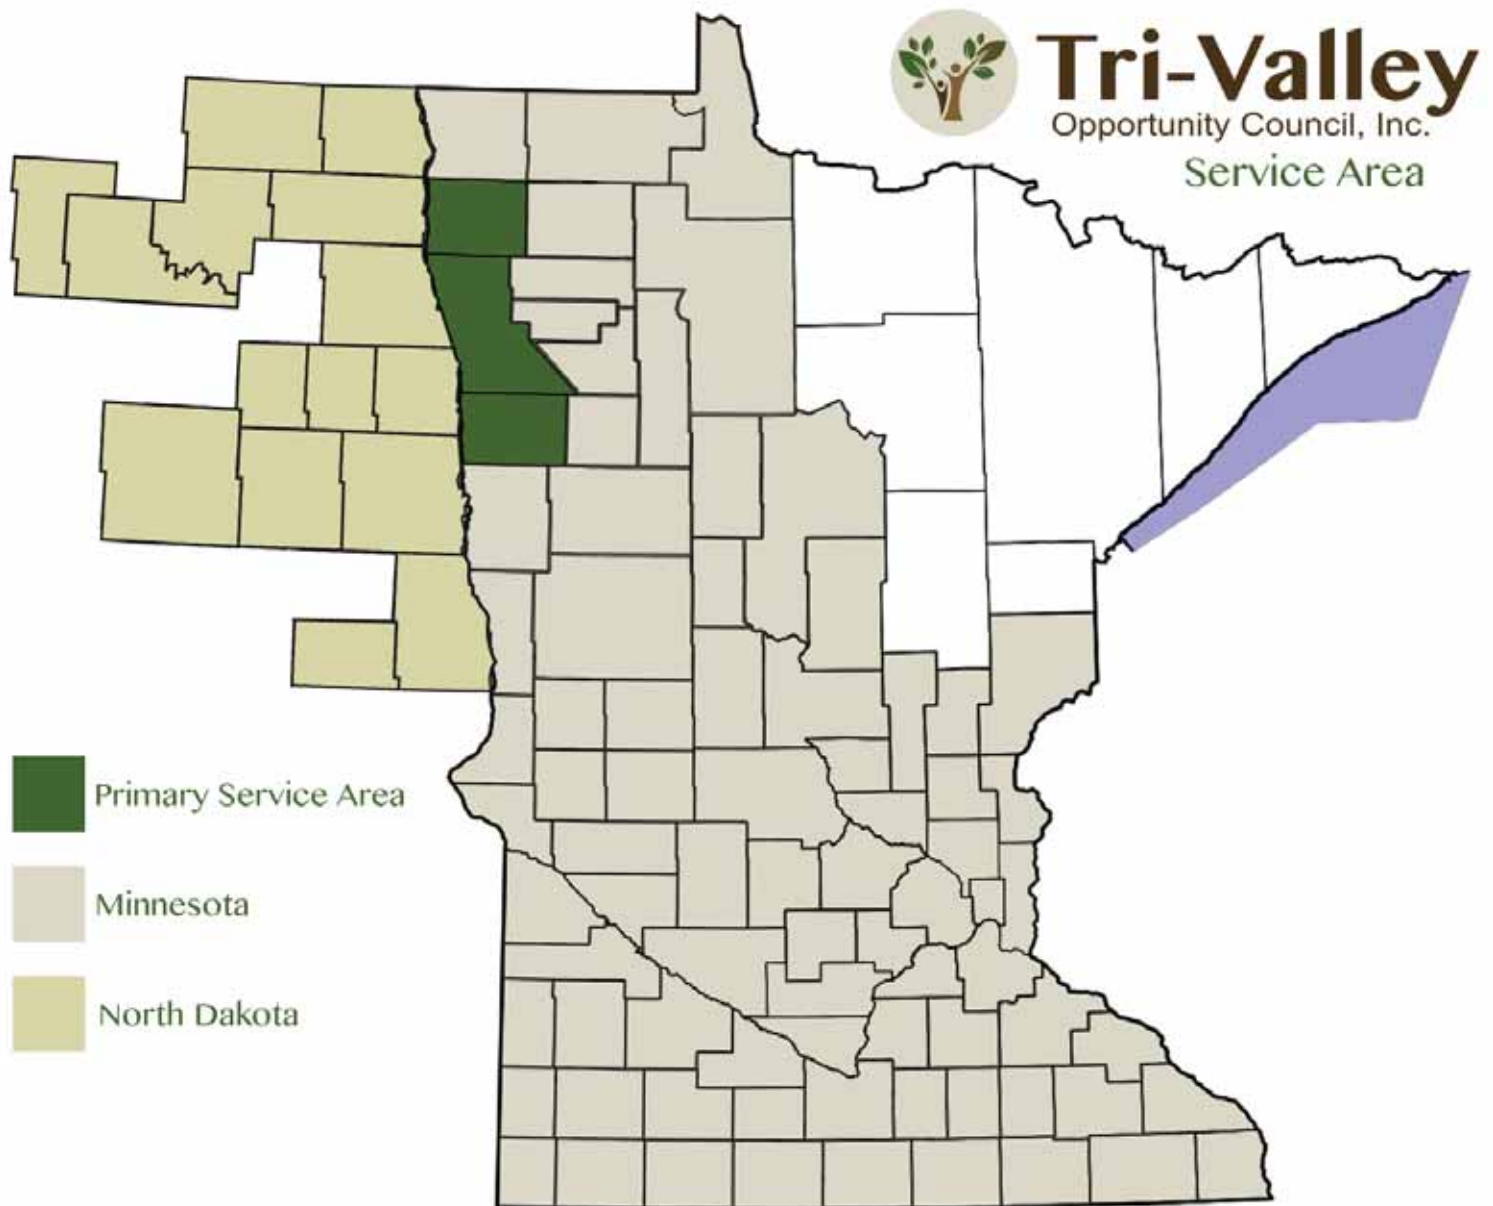 Tri-Valley
Opportunity Council, Inc.
Service Area
Primary Service Area
Minnesota
North Dakota